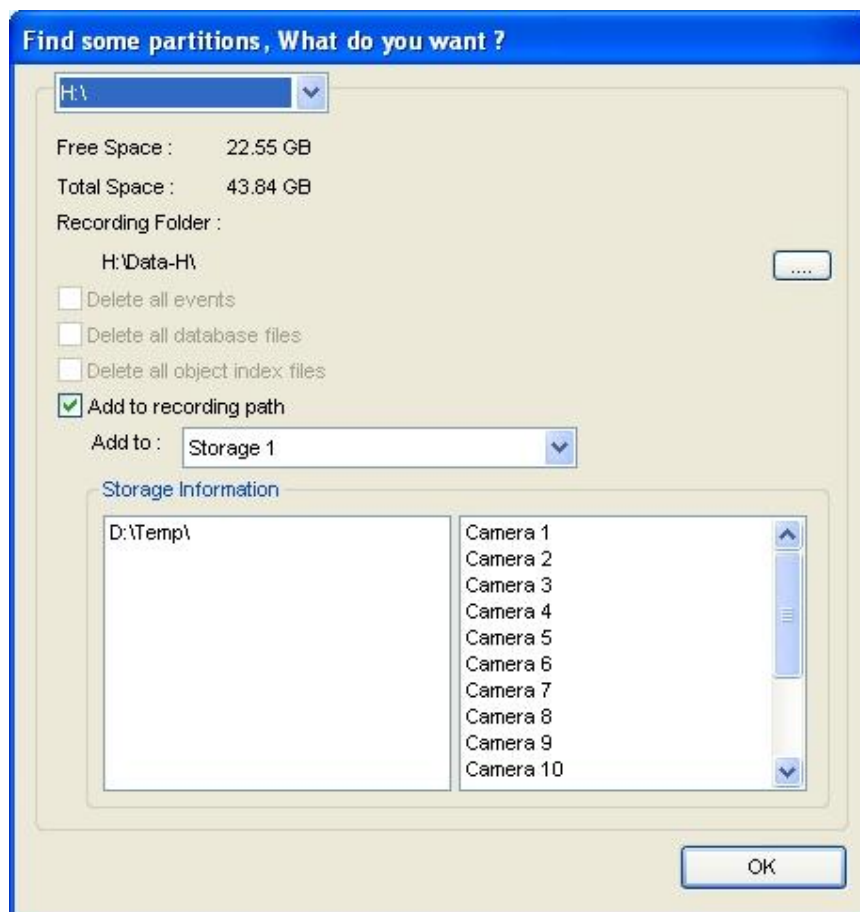 Find some partitions, What do you want ?
H:\
Free Space : 22.55 GB
Total Space : 43.84 GB
Recording Folder :
H:\Data-H\
....
Delete all events
Delete all database files
Delete all object index files
Add to recording path
Add to : Storage 1
Storage Information
D:\Temp\
Camera 1
Camera 2
Camera 3
Camera 4
Camera 5
Camera 6
Camera 7
Camera 8
Camera 9
Camera 10
OK